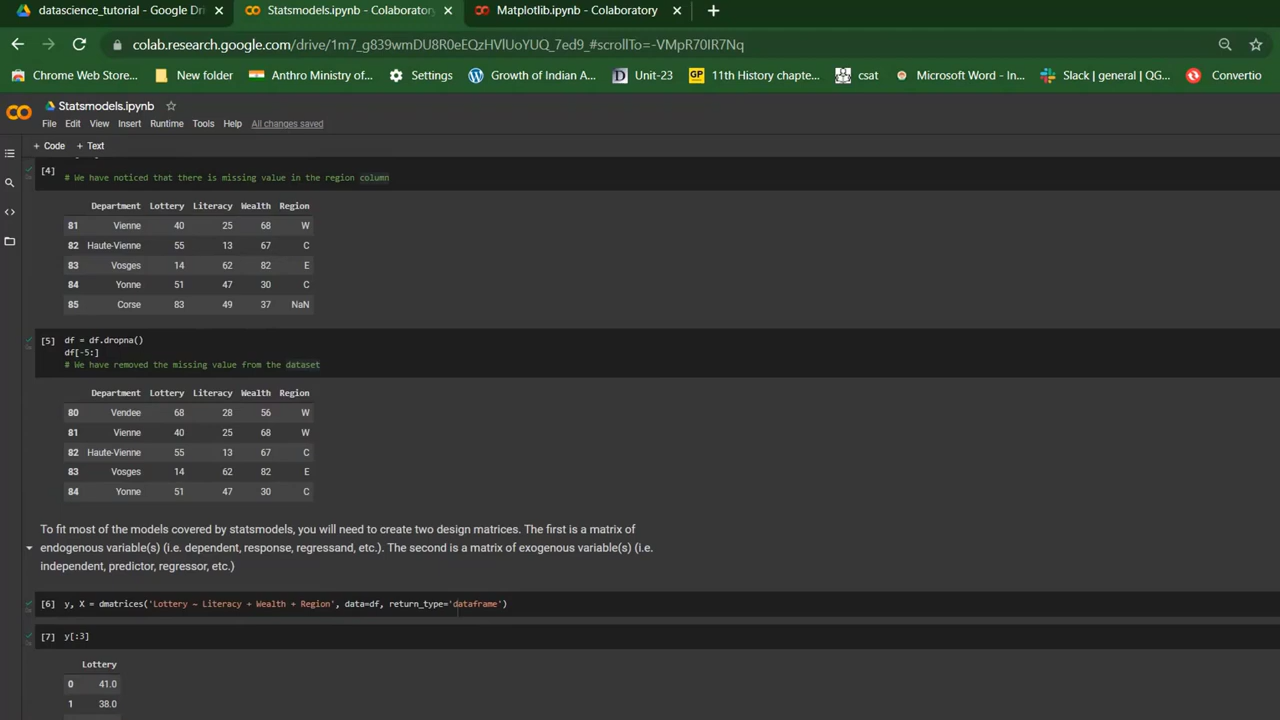 datascience_tutorial - Google Dri
Statsmodels.ipynb - Colaboratory
Matplotlib.ipynb - Colaboratory
colab.research.google.com/drive/1m7_g839wmDU8R0eEQzHVlUoYUQ_7ed9_#scrollTo=-VMpR70IR7Nq
Chrome Web Store...
New folder
Anthro Ministry of...
Settings
Growth of Indian A...
Unit-23
11th History chapte...
csat
Microsoft Word - In...
Slack | general | QG...
Convertio
Statsmodels.ipynb
File Edit View Insert Runtime Tools Help All changes saved
+ Code + Text
[4]
# We have noticed that there is missing value in the region column
Department Lottery Literacy Wealth Region
81 Vienne 40 25 68 W
82 Haute-Vienne 55 13 67 C
83 Vosges 14 62 82 E
84 Yonne 51 47 30 C
85 Corse 83 49 37 NaN
[5] df = df.dropna()
df[-5:]
# We have removed the missing value from the dataset
Department Lottery Literacy Wealth Region
80 Vendee 68 28 56 W
81 Vienne 40 25 68 W
82 Haute-Vienne 55 13 67 C
83 Vosges 14 62 82 E
84 Yonne 51 47 30 C
To fit most of the models covered by statsmodels, you will need to create two design matrices. The first is a matrix of
endogenous variable(s) (i.e. dependent, response, regressand, etc.). The second is a matrix of exogenous variable(s) (i.e.
independent, predictor, regressor, etc.)
[6] y, X = dmatrices('Lottery ~ Literacy + Wealth + Region', data=df, return_type='dataframe')
[7] y[:3]
Lottery
0 41.0
1 38.0